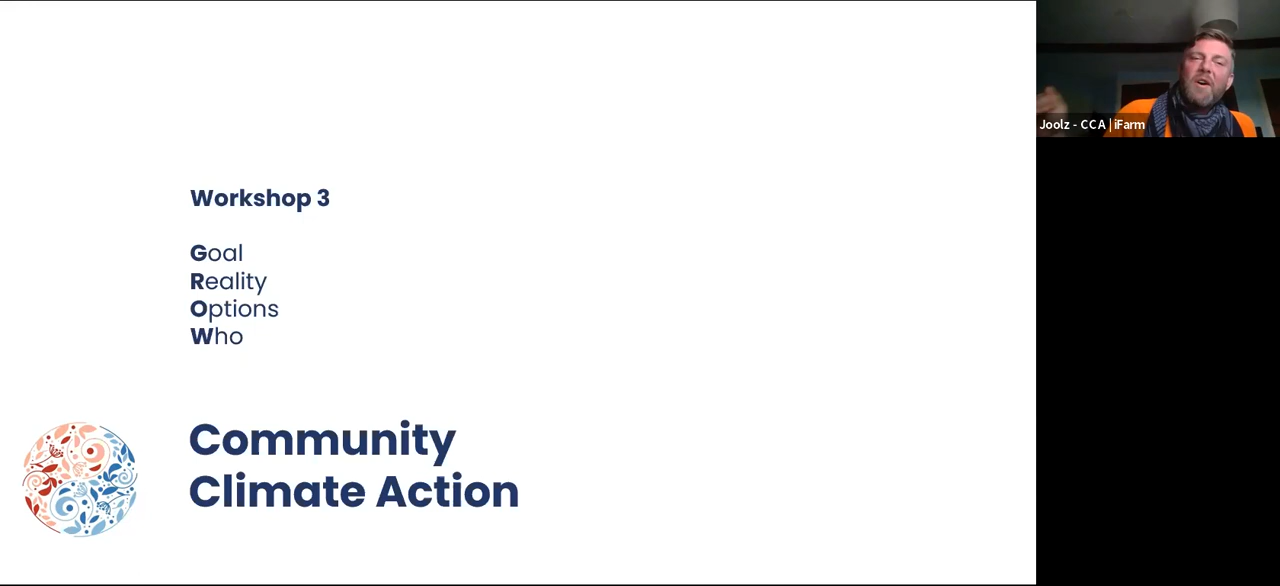 Workshop 3
Goal
Reality
Options
Who
Community
Climate Action
Joolz - CCA | iFarm